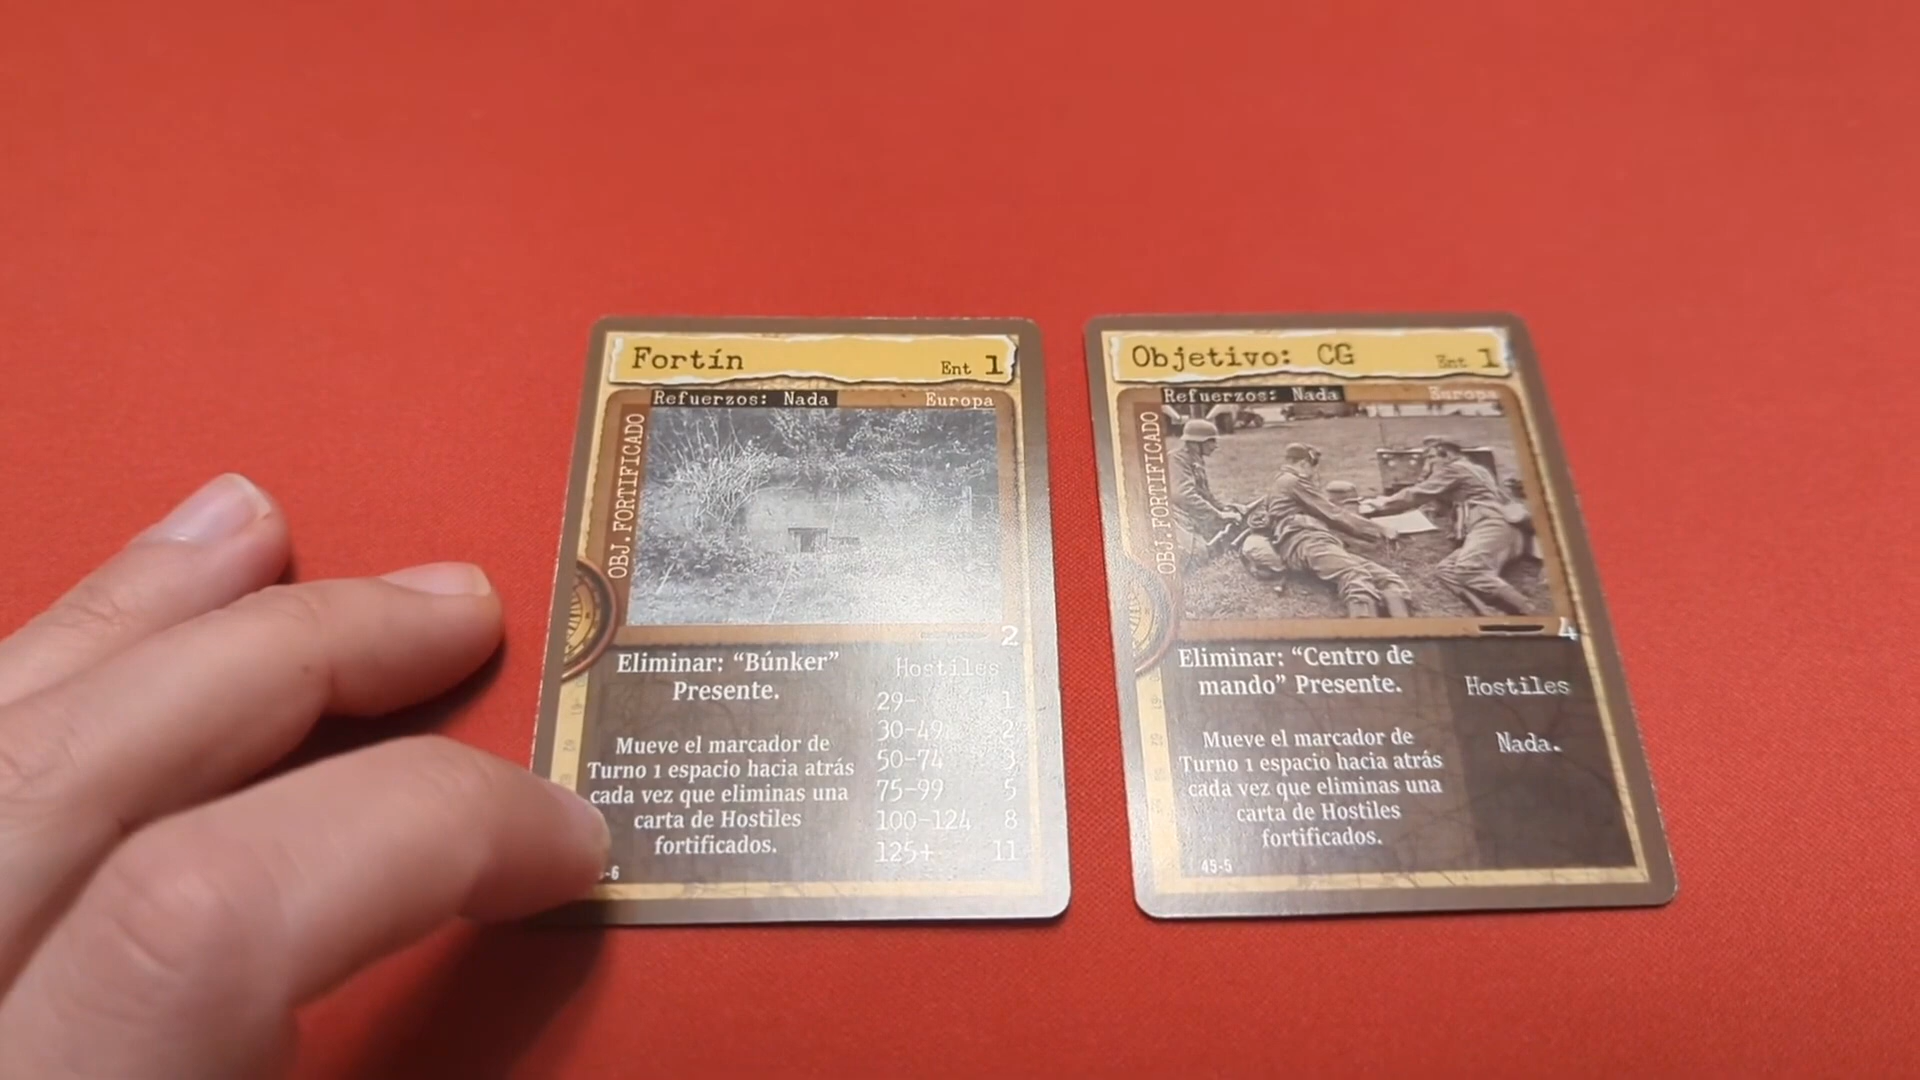 Fortín
Ent 1
Refuerzos: Nada
Europa
OBJ. FORTIFICADO
2
Eliminar: “Búnker”
Presente.
Mueve el marcador de
Turno 1 espacio hacia atrás
cada vez que eliminas una
carta de Hostiles
fortificados.
-6
Hostiles
29- 1
30-49 2
50-74 3
75-99 5
100-124 8
125+ 11
Objetivo: CG
Ent 1
Refuerzos: Nada
Europa
OBJ. FORTIFICADO
4
Eliminar: “Centro de
mando” Presente.
Mueve el marcador de
Turno 1 espacio hacia atrás
cada vez que eliminas una
carta de Hostiles
fortificados.
45-5
Hostiles
Nada.